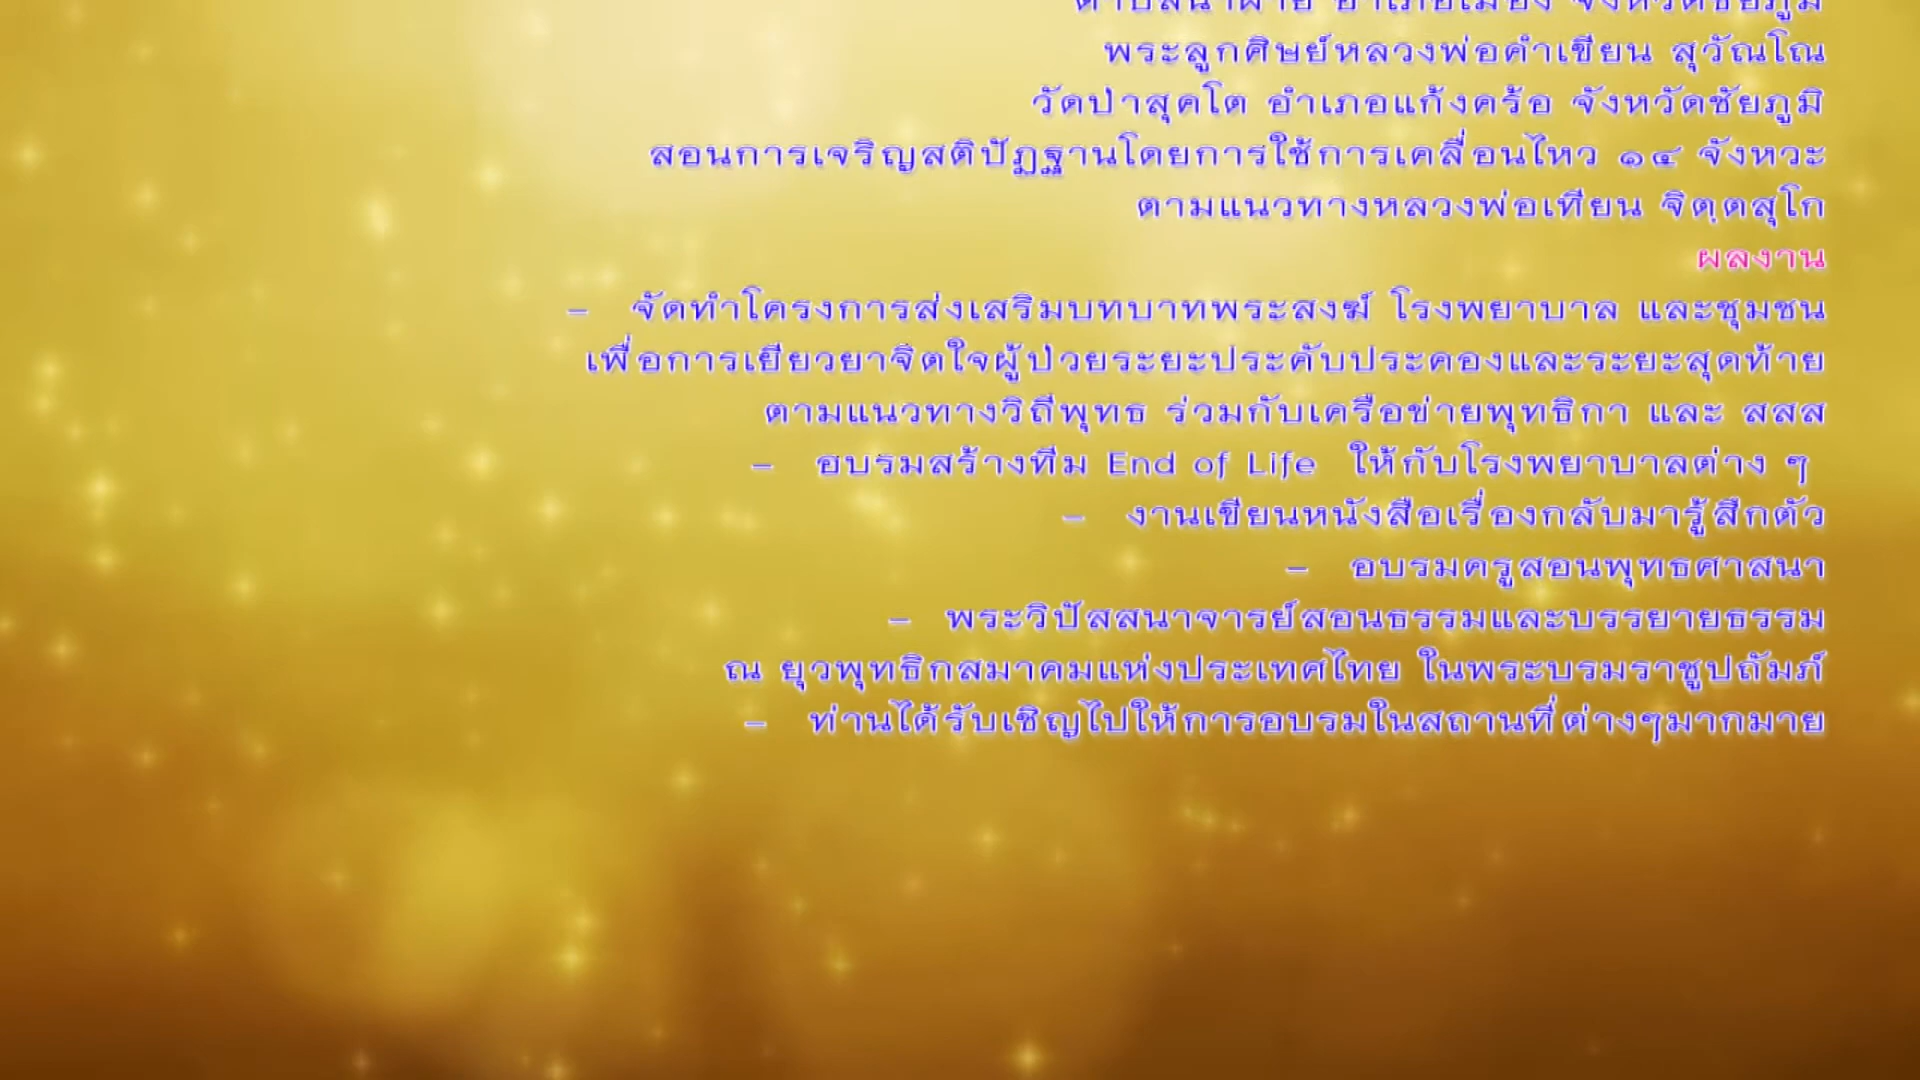 พระลูกศิษย์หลวงพ่อคำเขียน สุวัณโณ
วัดป่าสุคโต อำเภอแก้งคร้อ จังหวัดชัยภูมิ
สอนการเจริญสติปัฏฐานโดยการใช้การเคลื่อนไหว ๑๔ จังหวะ
ตามแนวทางหลวงพ่อเทียน จิตฺตสุโภ
ผลงาน
– จัดทำโครงการส่งเสริมบทบาทพระสงฆ์ โรงพยาบาล และชุมชน
เพื่อการเยียวยาจิตใจผู้ป่วยระยะประคับประคองและระยะสุดท้าย
ตามแนวทางวิถีพุทธ ร่วมกับเครือข่ายพุทธิกา และ สสส
– อบรมสร้างทีม End of Life ให้กับโรงพยาบาลต่าง ๆ
– งานเขียนหนังสือเรื่องกลับมารู้สึกตัว
– อบรมครูสอนพุทธศาสนา
– พระวิปัสสนาจารย์สอนธรรมและบรรยายธรรม
ณ ยุวพุทธิกสมาคมแห่งประเทศไทย ในพระบรมราชูปถัมภ์
– ท่านได้รับเชิญไปให้การอบรมในสถานที่ต่างๆมากมาย